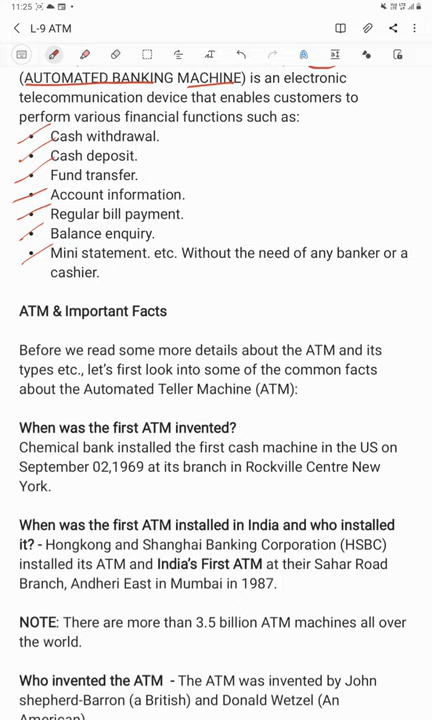 11:25
L-9 ATM
(AUTOMATED BANKING MACHINE) is an electronic
telecommunication device that enables customers to
perform various financial functions such as:
• Cash withdrawal.
• Cash deposit.
• Fund transfer.
• Account information.
• Regular bill payment.
• Balance enquiry.
• Mini statement. etc. Without the need of any banker or a
cashier.
ATM & Important Facts
Before we read some more details about the ATM and its
types etc., let's first look into some of the common facts
about the Automated Teller Machine (ATM):
When was the first ATM invented?
Chemical bank installed the first cash machine in the US on
September 02,1969 at its branch in Rockville Centre New
York.
When was the first ATM installed in India and who installed
it? - Hongkong and Shanghai Banking Corporation (HSBC)
installed its ATM and India's First ATM at their Sahar Road
Branch, Andheri East in Mumbai in 1987.
NOTE: There are more than 3.5 billion ATM machines all over
the world.
Who invented the ATM - The ATM was invented by John
shepherd-Barron (a British) and Donald Wetzel (An
American)